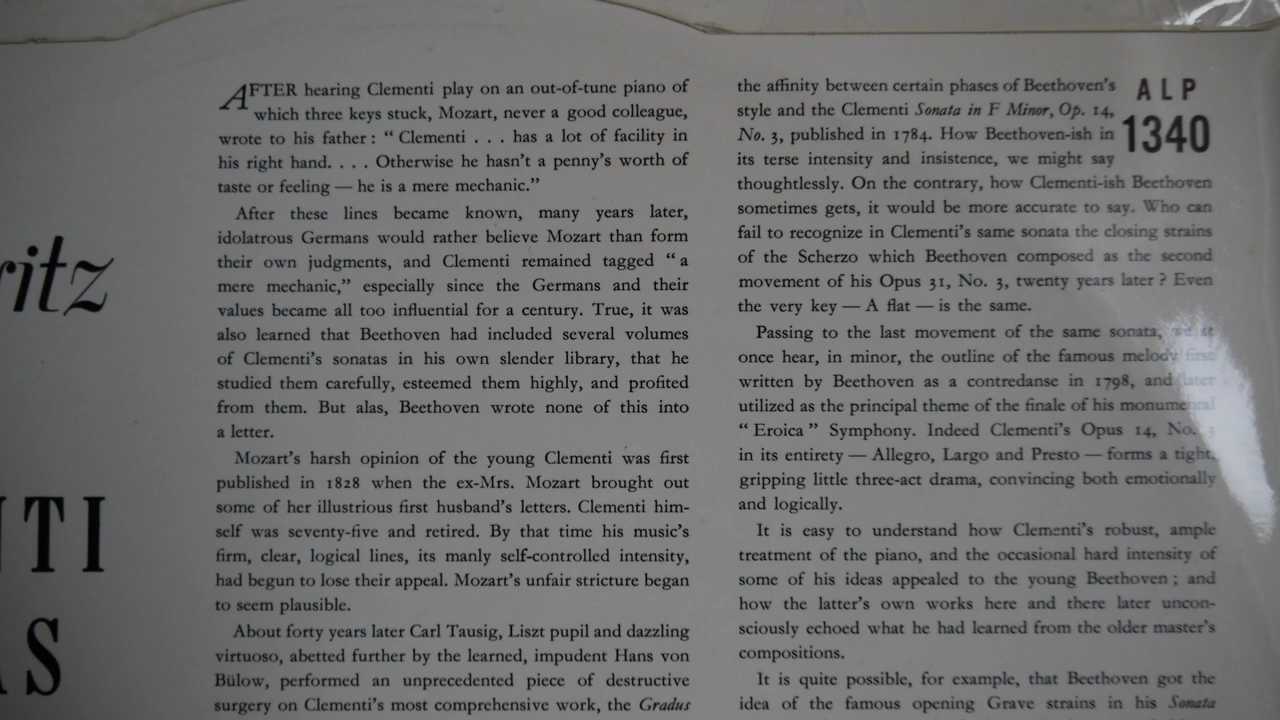 ritz
NTI
AS
AFTER hearing Clementi play on an out-of-tune piano of
which three keys stuck, Mozart, never a good colleague,
wrote to his father : “ Clementi . . . has a lot of facility in
his right hand. . . . Otherwise he hasn’t a penny’s worth of
taste or feeling — he is a mere mechanic.”
After these lines became known, many years later,
idolatrous Germans would rather believe Mozart than form
their own judgments, and Clementi remained tagged “ a
mere mechanic,” especially since the Germans and their
values became all too influential for a century. True, it was
also learned that Beethoven had included several volumes
of Clementi’s sonatas in his own slender library, that he
studied them carefully, esteemed them highly, and profited
from them. But alas, Beethoven wrote none of this into
a letter.
Mozart’s harsh opinion of the young Clementi was first
published in 1828 when the ex-Mrs. Mozart brought out
some of her illustrious first husband’s letters. Clementi him-
self was seventy-five and retired. By that time his music’s
firm, clear, logical lines, its manly self-controlled intensity,
had begun to lose their appeal. Mozart’s unfair stricture began
to seem plausible.
About forty years later Carl Tausig, Liszt pupil and dazzling
virtuoso, abetted further by the learned, impudent Hans von
Bülow, performed an unprecedented piece of destructive
surgery on Clementi’s most comprehensive work, the Gradus
ALP
1340
the affinity between certain phases of Beethoven’s
style and the Clementi Sonata in F Minor, Op. 14,
No. 3, published in 1784. How Beethoven-ish in
its terse intensity and insistence, we might say
thoughtlessly. On the contrary, how Clementi-ish Beethoven
sometimes gets, it would be more accurate to say. Who can
fail to recognize in Clementi’s same sonata the closing strains
of the Scherzo which Beethoven composed as the second
movement of his Opus 31, No. 3, twenty years later ? Even
the very key — A flat — is the same.
Passing to the last movement of the same sonata, we at
once hear, in minor, the outline of the famous melody first
written by Beethoven as a contredanse in 1798, and later
utilized as the principal theme of the finale of his monumental
“ Eroica ” Symphony. Indeed Clementi’s Opus 14, No. 3
in its entirety — Allegro, Largo and Presto — forms a tight,
gripping little three-act drama, convincing both emotionally
and logically.
It is easy to understand how Clementi’s robust, ample
treatment of the piano, and the occasional hard intensity of
some of his ideas appealed to the young Beethoven ; and
how the latter’s own works here and there later uncon-
sciously echoed what he had learned from the older master’s
compositions.
It is quite possible, for example, that Beethoven got the
idea of the famous opening Grave strains in his Sonata